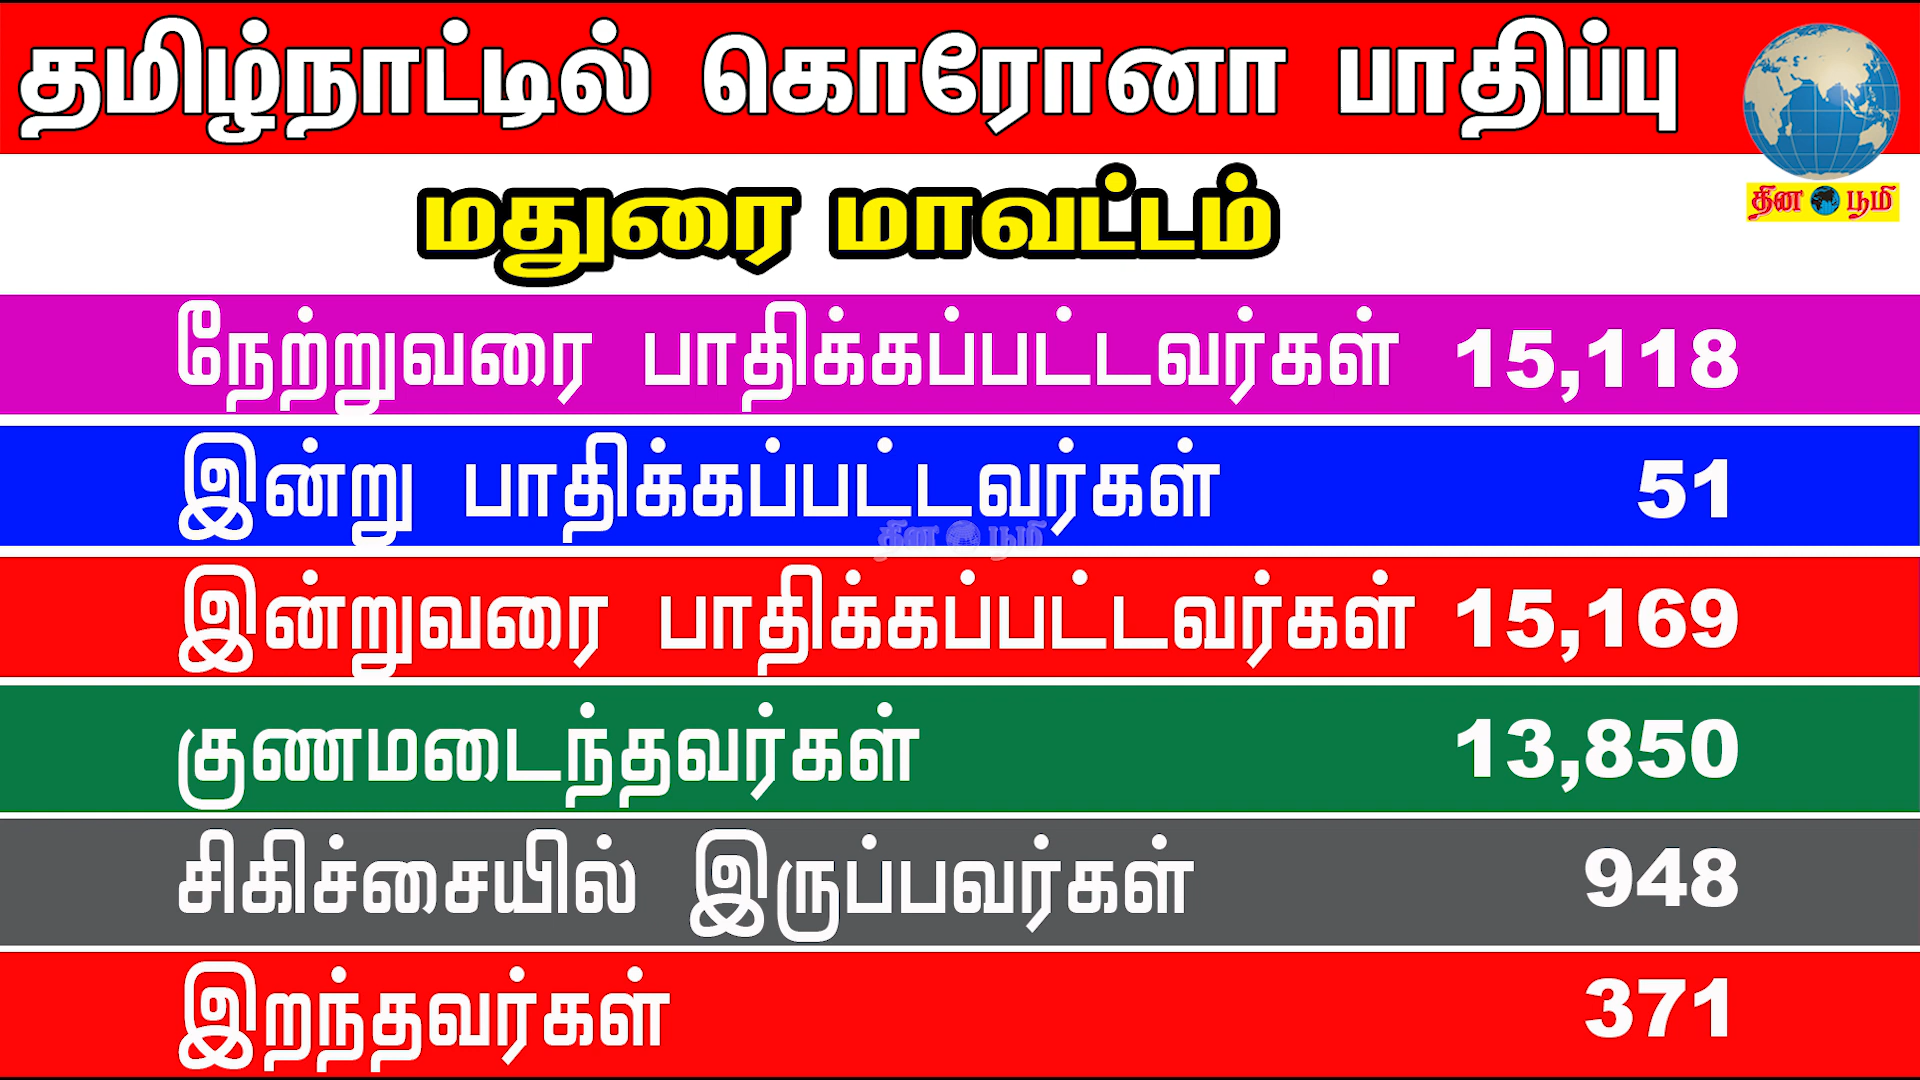 தமிழ்நாட்டில் கொரோனா பாதிப்பு
தின பூமி
மதுரை மாவட்டம்
நேற்றுவரை பாதிக்கப்பட்டவர்கள் 15,118
இன்று பாதிக்கப்பட்டவர்கள் 51
தின பூமி
இன்றுவரை பாதிக்கப்பட்டவர்கள் 15,169
குணமடைந்தவர்கள் 13,850
சிகிச்சையில் இருப்பவர்கள் 948
இறந்தவர்கள் 371